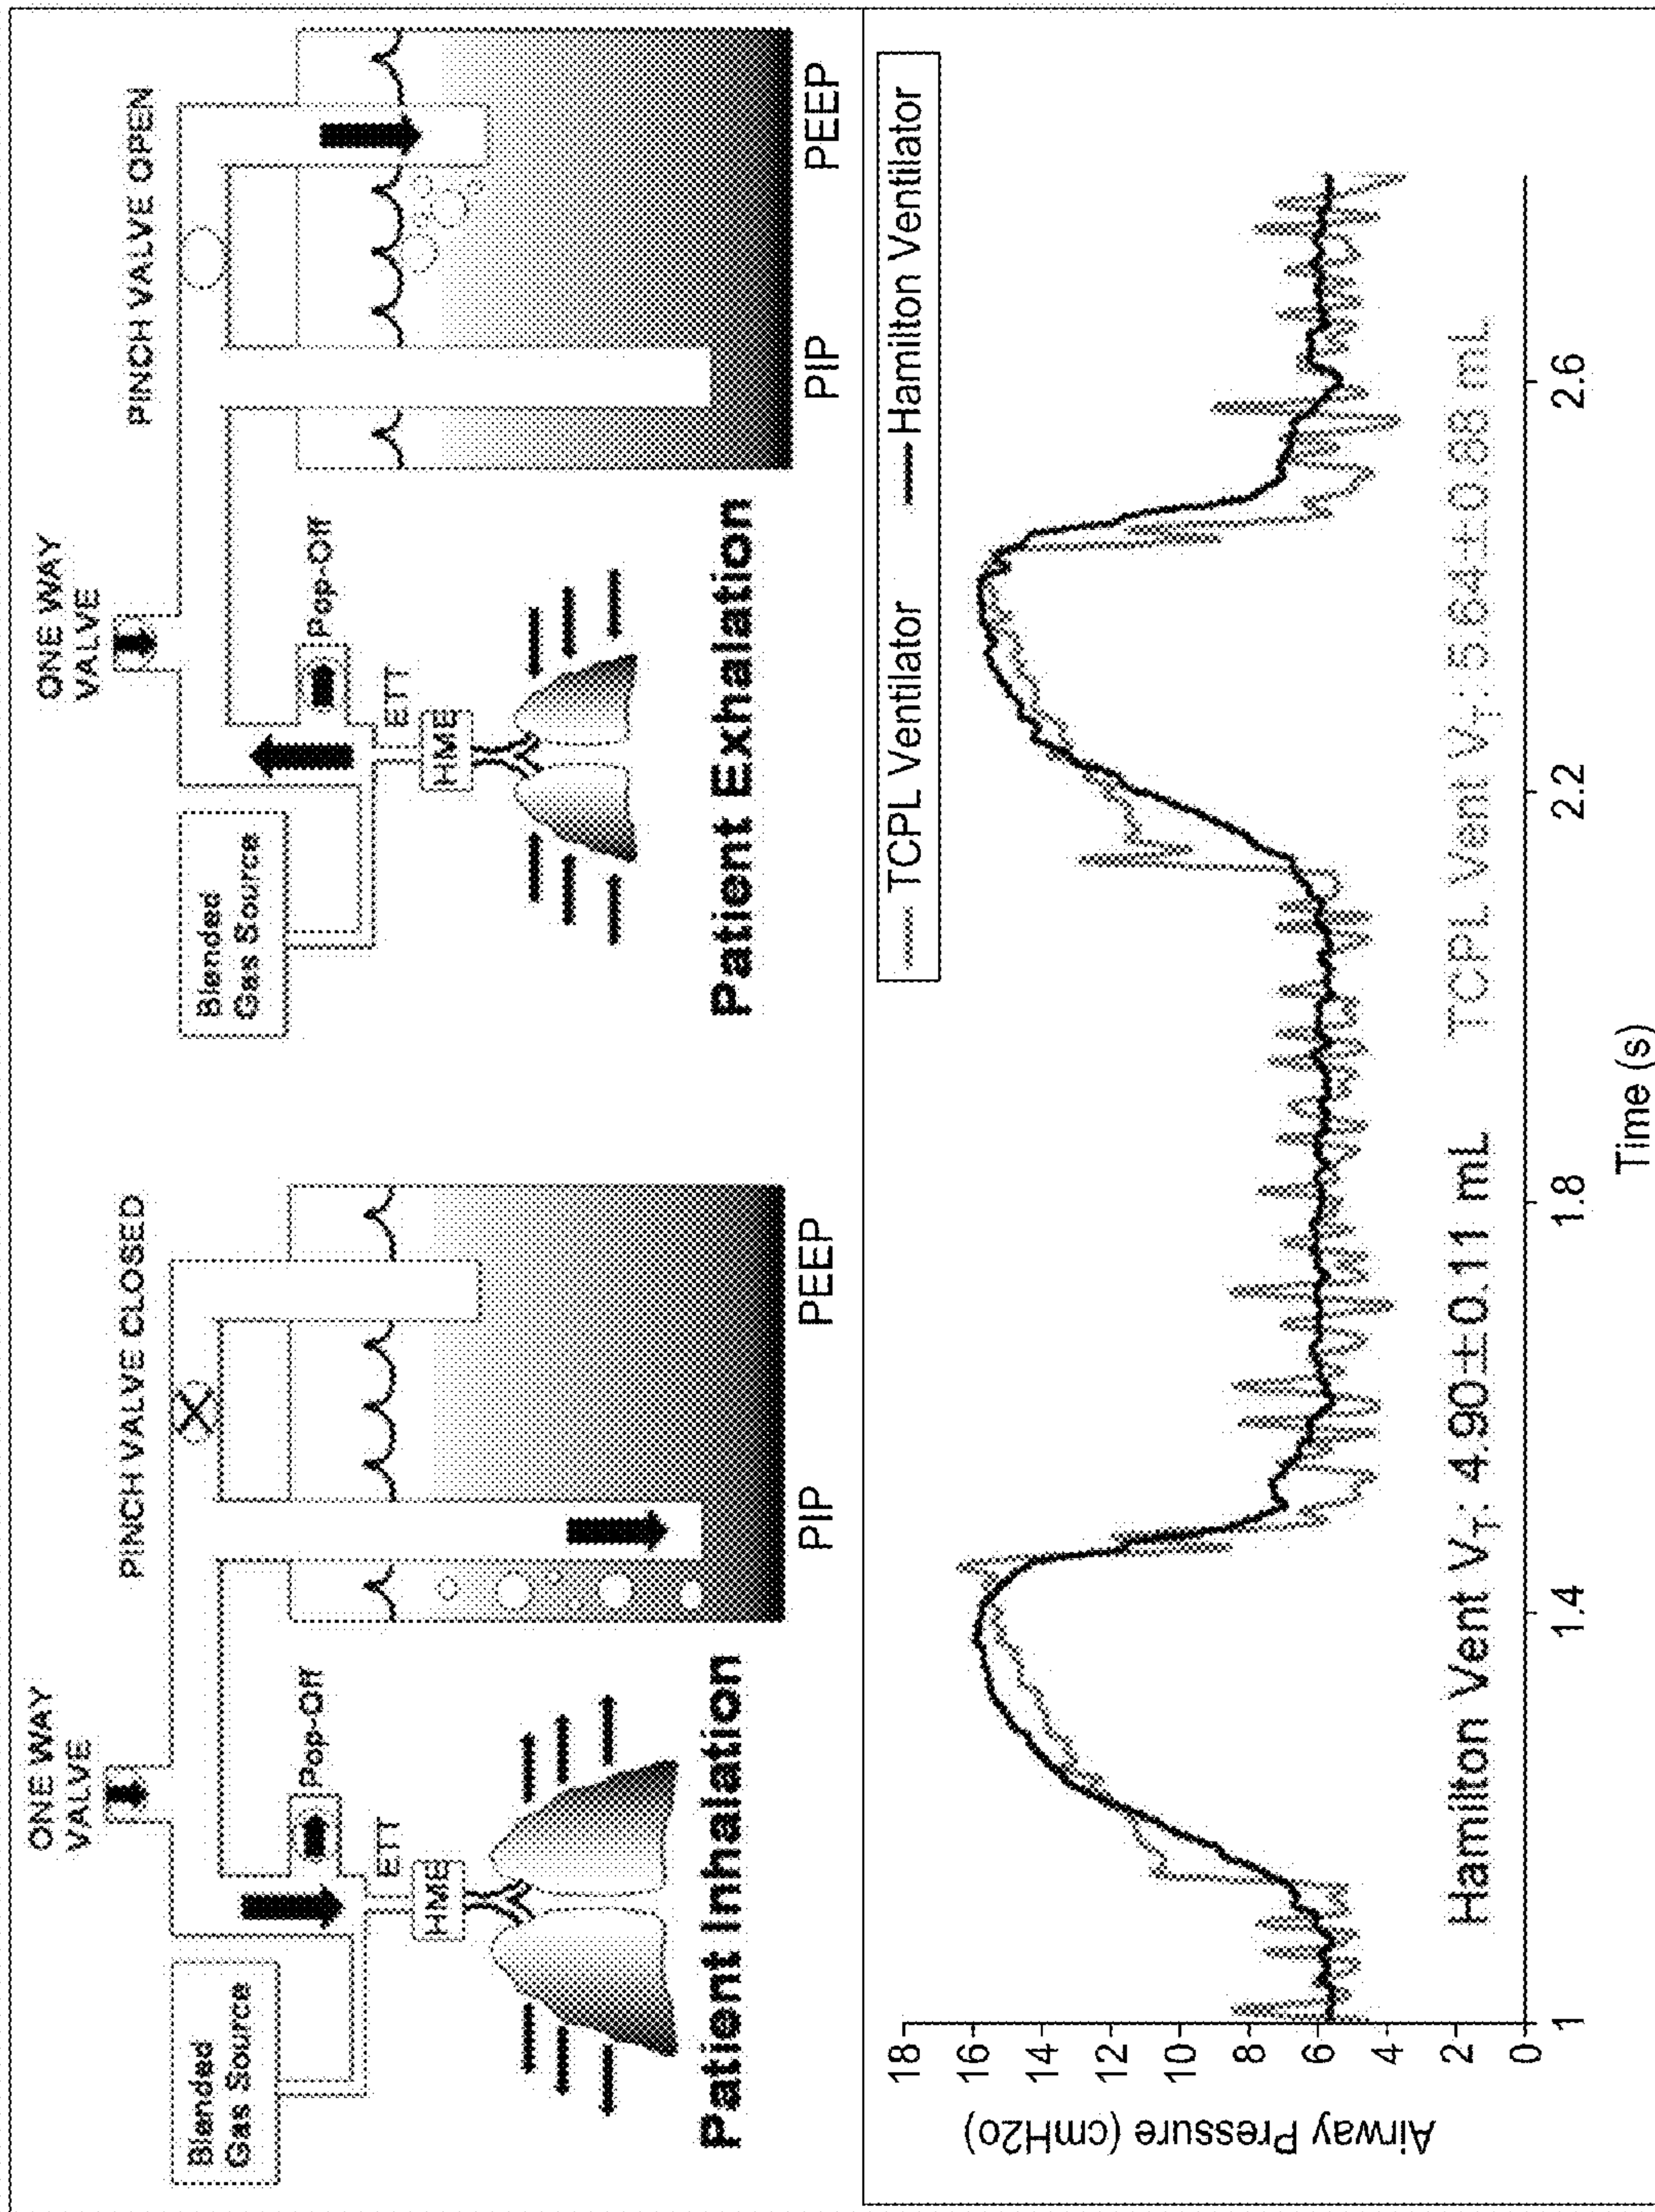 ONE WAY
VALVE
PINCH VALVE CLOSED
Blended
Gas Source
Pop-Off
ETT
HME
Patient Inhalation
PIP
PEEP
ONE WAY
VALVE
PINCH VALVE OPEN
Blended
Gas Source
Pop-Off
ETT
HME
Patient Exhalation
PIP
PEEP
TCPL Ventilator
Hamilton Ventilator
Airway Pressure (cmH2o)
18
16
14
12
10
8
6
4
2
0
Hamilton Vent VT: 4.90±0.11 mL
TCPL Vent VT: 5.64±0.88 mL
1
1.4
1.8
2.2
2.6
Time (s)